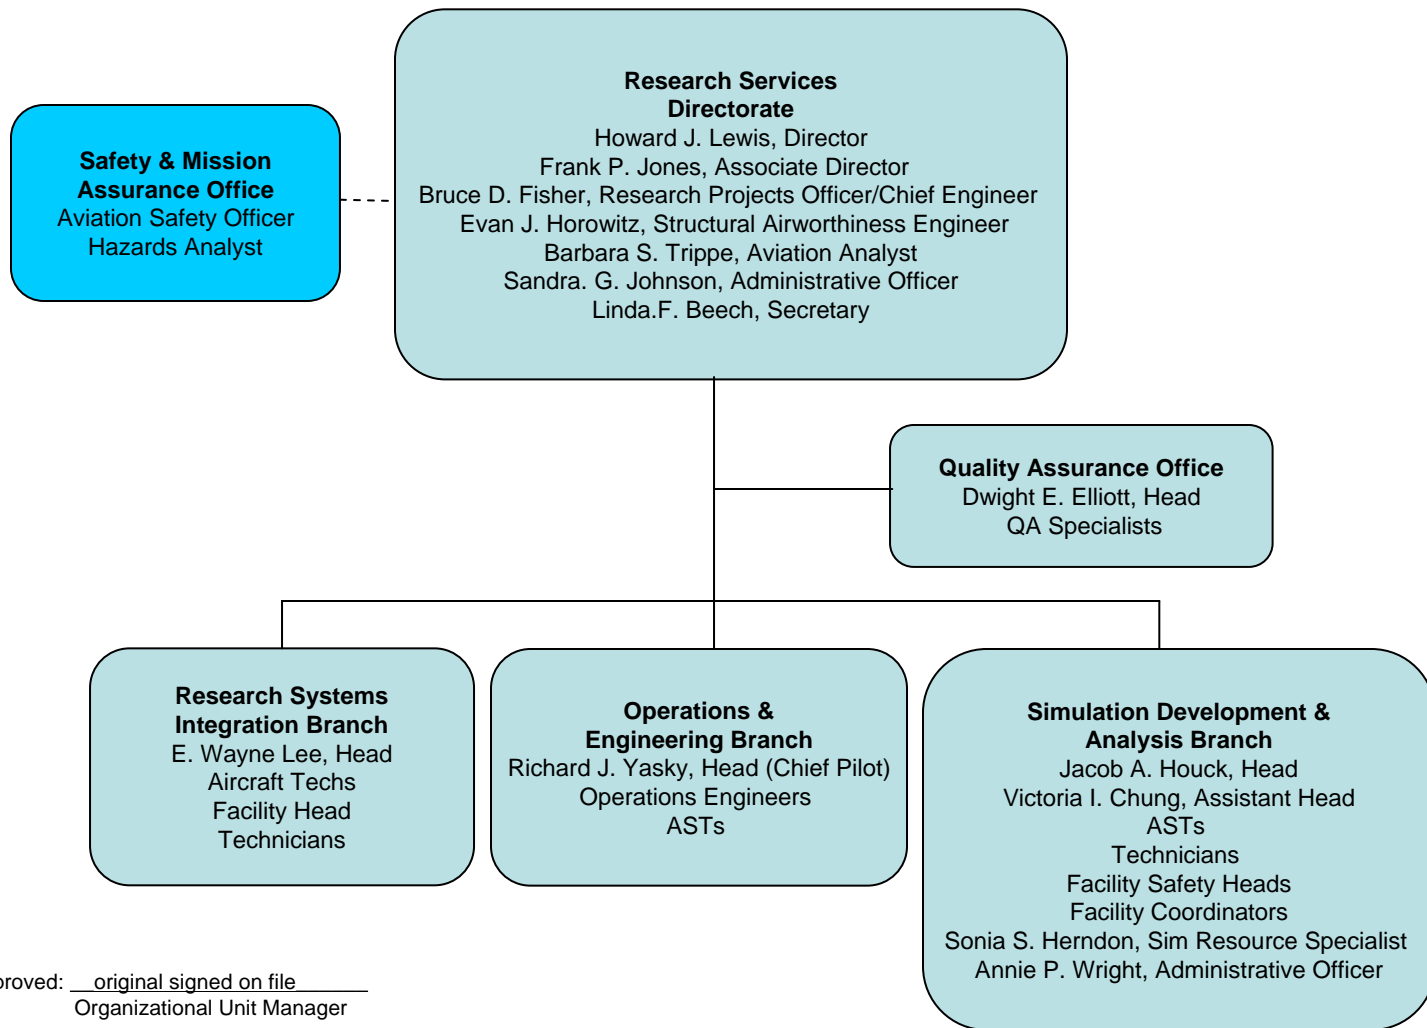 Research Services
Directorate
Howard J. Lewis, Director
Frank P. Jones, Associate Director
Bruce D. Fisher, Research Projects Officer/Chief Engineer
Evan J. Horowitz, Structural Airworthiness Engineer
Barbara S. Trippe, Aviation Analyst
Sandra. G. Johnson, Administrative Officer
Linda.F. Beech, Secretary
Safety & Mission
Assurance Office
Aviation Safety Officer
Hazards Analyst
Quality Assurance Office
Dwight E. Elliott, Head
QA Specialists
Research Systems
Integration Branch
E. Wayne Lee, Head
Aircraft Techs
Facility Head
Technicians
Operations &
Engineering Branch
Richard J. Yasky, Head (Chief Pilot)
Operations Engineers
ASTs
Simulation Development &
Analysis Branch
Jacob A. Houck, Head
Victoria I. Chung, Assistant Head
ASTs
Technicians
Facility Safety Heads
Facility Coordinators
Sonia S. Herndon, Sim Resource Specialist
Annie P. Wright, Administrative Officer
roved: __original signed on file______
Organizational Unit Manager